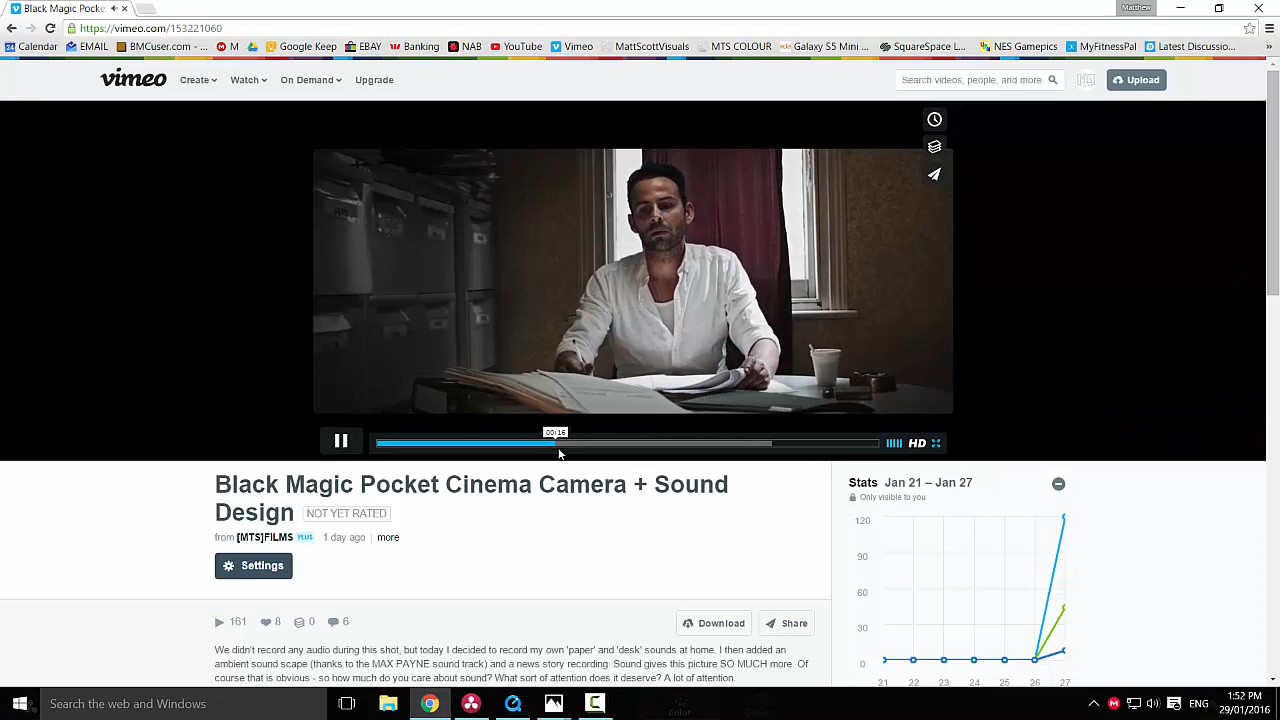 Black Magic Pocke
Matthew
https://vimeo.com/153221060
Calendar EMAIL BMCuser.com - ... M Google Keep EBAY Banking NAB YouTube Vimeo MattScottVisuals MTS COLOUR Galaxy S5 Mini ... SquareSpace L... NES Gamepics MyFitnessPal Latest Discussio...
vimeo Create Watch On Demand Upgrade Search videos, people, and more Upload
00:16
HD
Black Magic Pocket Cinema Camera + Sound
Design NOT YET RATED
from [MTS]FILMS PLUS 1 day ago more
Settings
Stats Jan 21 – Jan 27
Only visible to you
120
90
60
30
0
21 22 23 24 25 26 27
161 8 0 6 Download Share
We didn't record any audio during this shot, but today I decided to record my own 'paper' and 'desk' sounds at home. I then added an
ambient sound scape (thanks to the MAX PAYNE sound track) and a news story recording. Sound gives this picture SO MUCH more. Of
course that is obvious - so how much do you care about sound? What sort of attention does it deserve? A lot of attention.
Search the web and Windows
Color
ENG
1:52 PM
29/01/2016